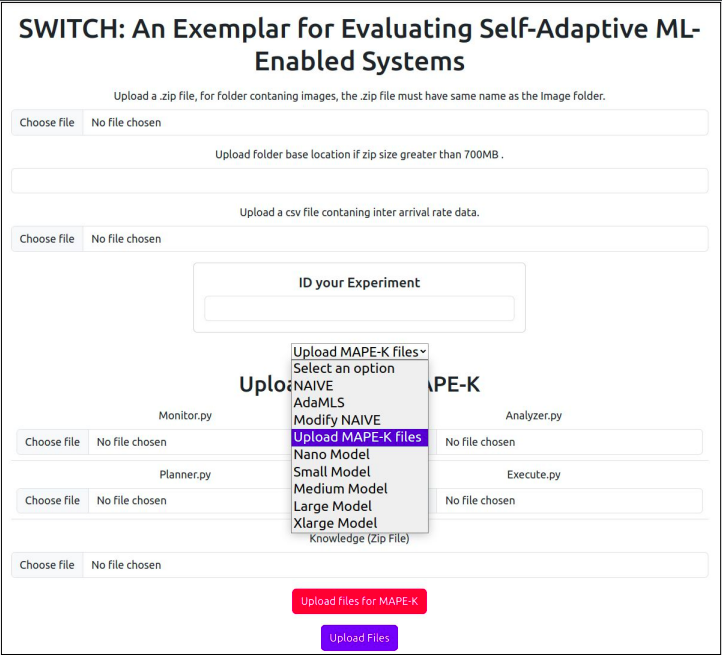 SWITCH: An Exemplar for Evaluating Self-Adaptive ML-
Enabled Systems
Upload a .zip file, for folder contaning images, the .zip file must have same name as the Image folder.
Choose file No file chosen
Upload folder base location if zip size greater than 700MB .
Upload a csv file contaning inter arrival rate data.
Choose file No file chosen
ID your Experiment
Upload MAPE-K files
Select an option
NAIVE
AdaMLS
Modify NAIVE
Upload MAPE-K files
Nano Model
Small Model
Medium Model
Large Model
Xlarge Model
Monitor.py Analyzer.py
Choose file No file chosen No file chosen
Planner.py Execute.py
Choose file No file chosen No file chosen
Knowledge (Zip File)
Choose file No file chosen
Upload files for MAPE-K
Upload Files